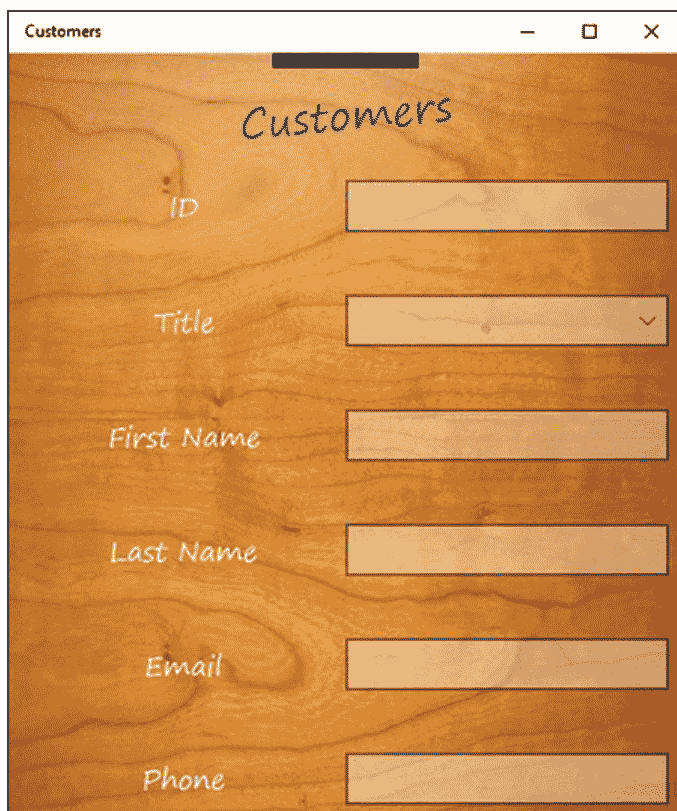 Customers
Customers
ID
Title
First Name
Last Name
Email
Phone